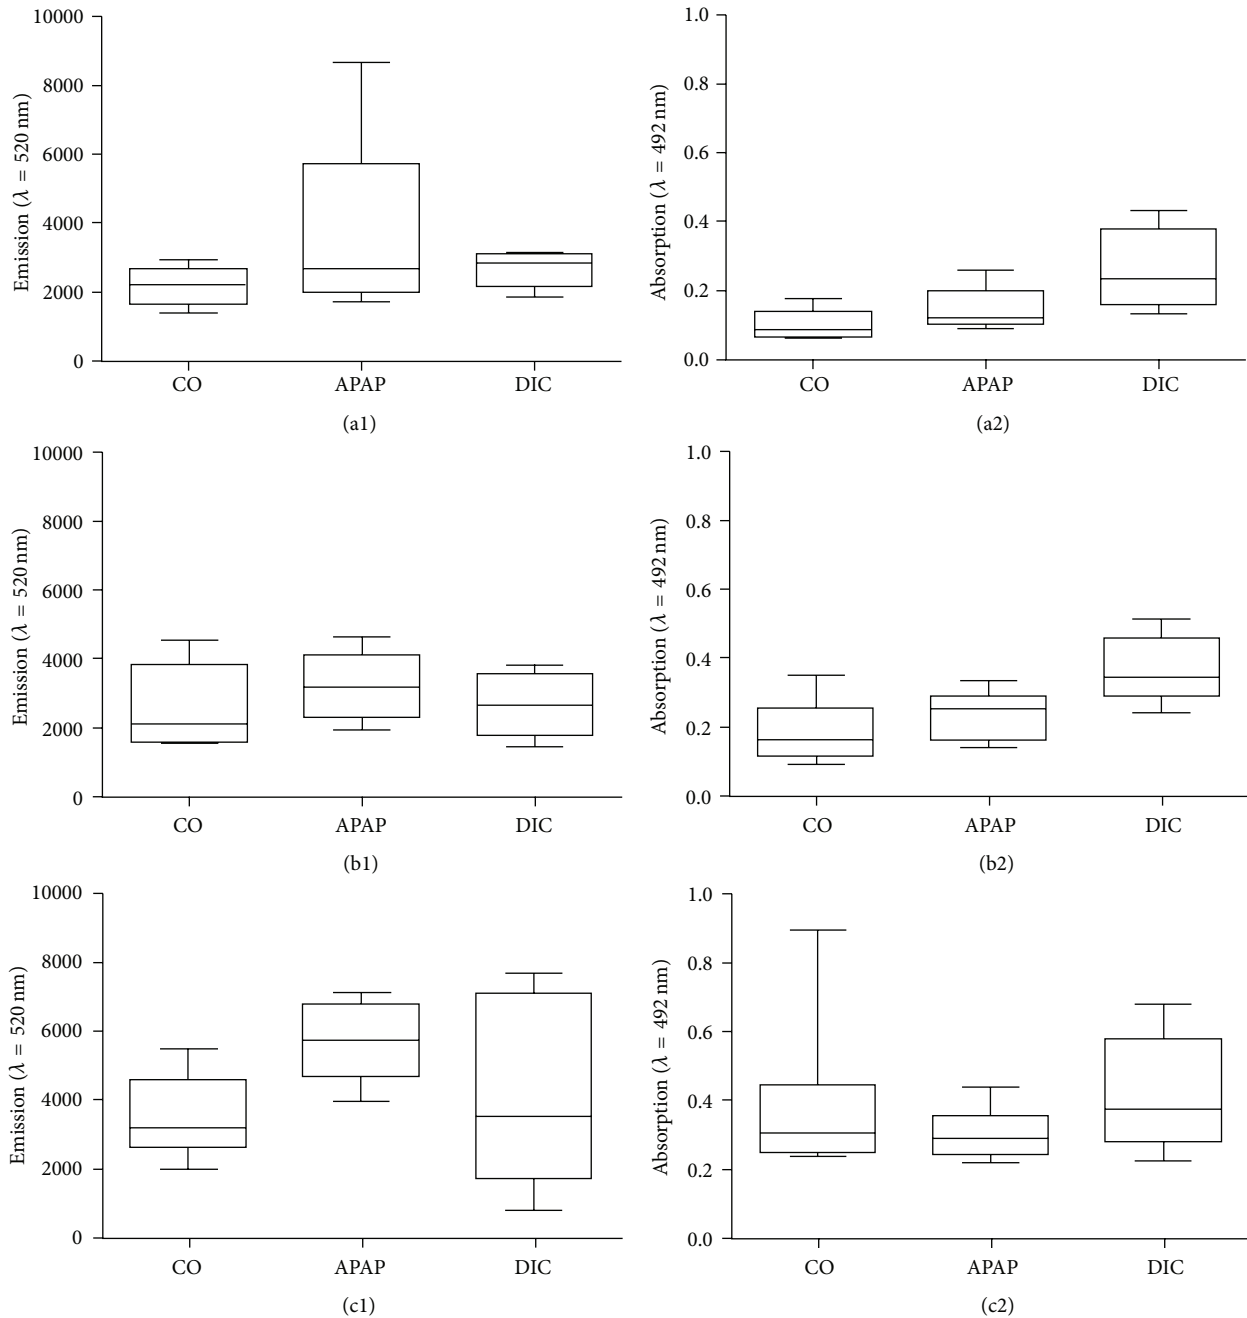 10000
8000
6000
4000
2000
0
Emission (λ = 520 nm)
CO APAP DIC
(a1)
1.0
0.8
0.6
0.4
0.2
0.0
Absorption (λ = 492 nm)
CO APAP DIC
(a2)
10000
8000
6000
4000
2000
0
Emission (λ = 520 nm)
CO APAP DIC
(b1)
1.0
0.8
0.6
0.4
0.2
0.0
Absorption (λ = 492 nm)
CO APAP DIC
(b2)
10000
8000
6000
4000
2000
0
Emission (λ = 520 nm)
CO APAP DIC
(c1)
1.0
0.8
0.6
0.4
0.2
0.0
Absorption (λ = 492 nm)
CO APAP DIC
(c2)